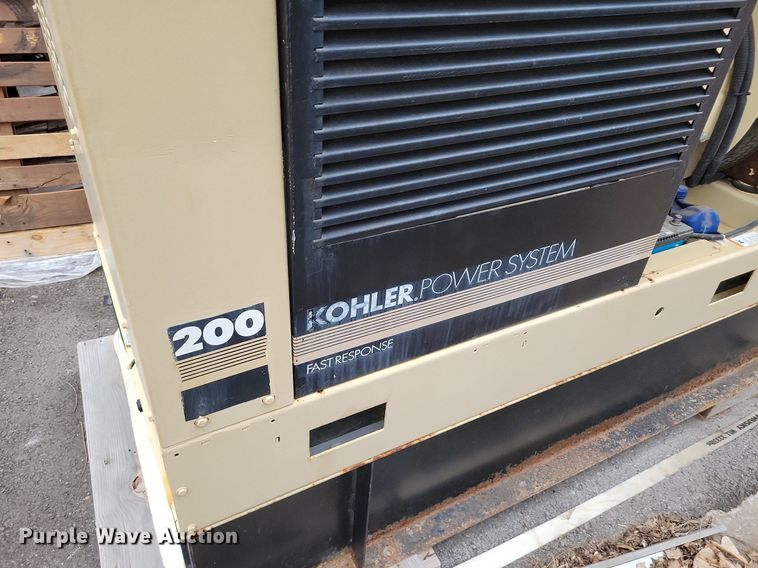 KOHLER.POWER SYSTEM
200
FAST RESPONSE
Purple Wave Auction